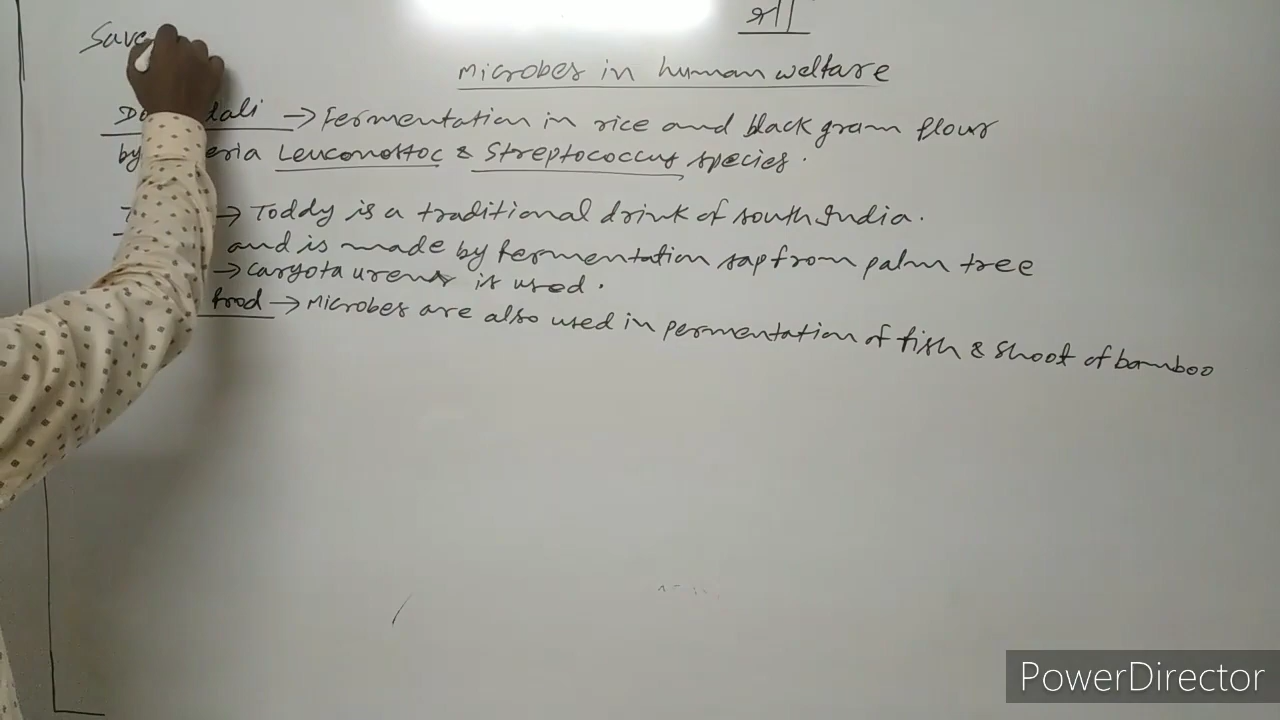 श्री
Save
Microbes in human welfare
dali → Fermentation in rice and black gram flour
by Leuconostoc & Streptococcus species.
→ Toddy is a traditional drink of south India.
and is made by fermentation sap from palm tree
→ caryota urens is used.
food → Microbes are also used in permentation of fish & shoot of bamboo
PowerDirector